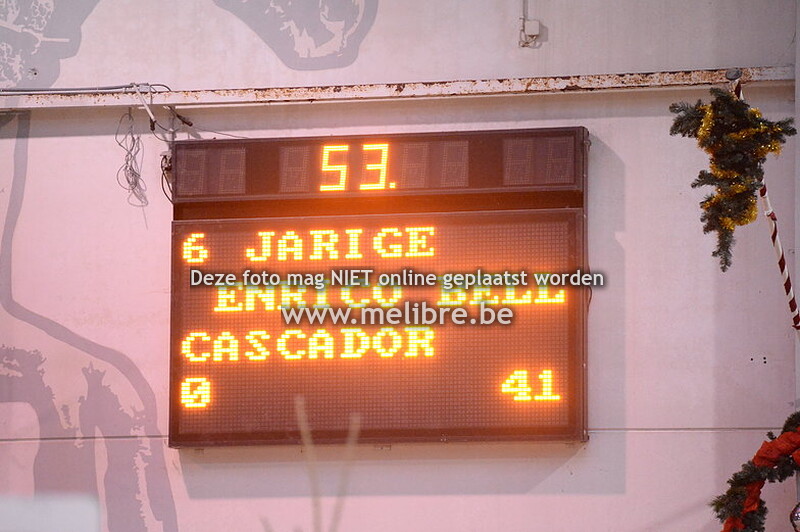 53.
6 JARIGE
Deze foto mag NIET online geplaatst worden
ENRICO BELL
www.melibre.be
CASCADOR
0 41